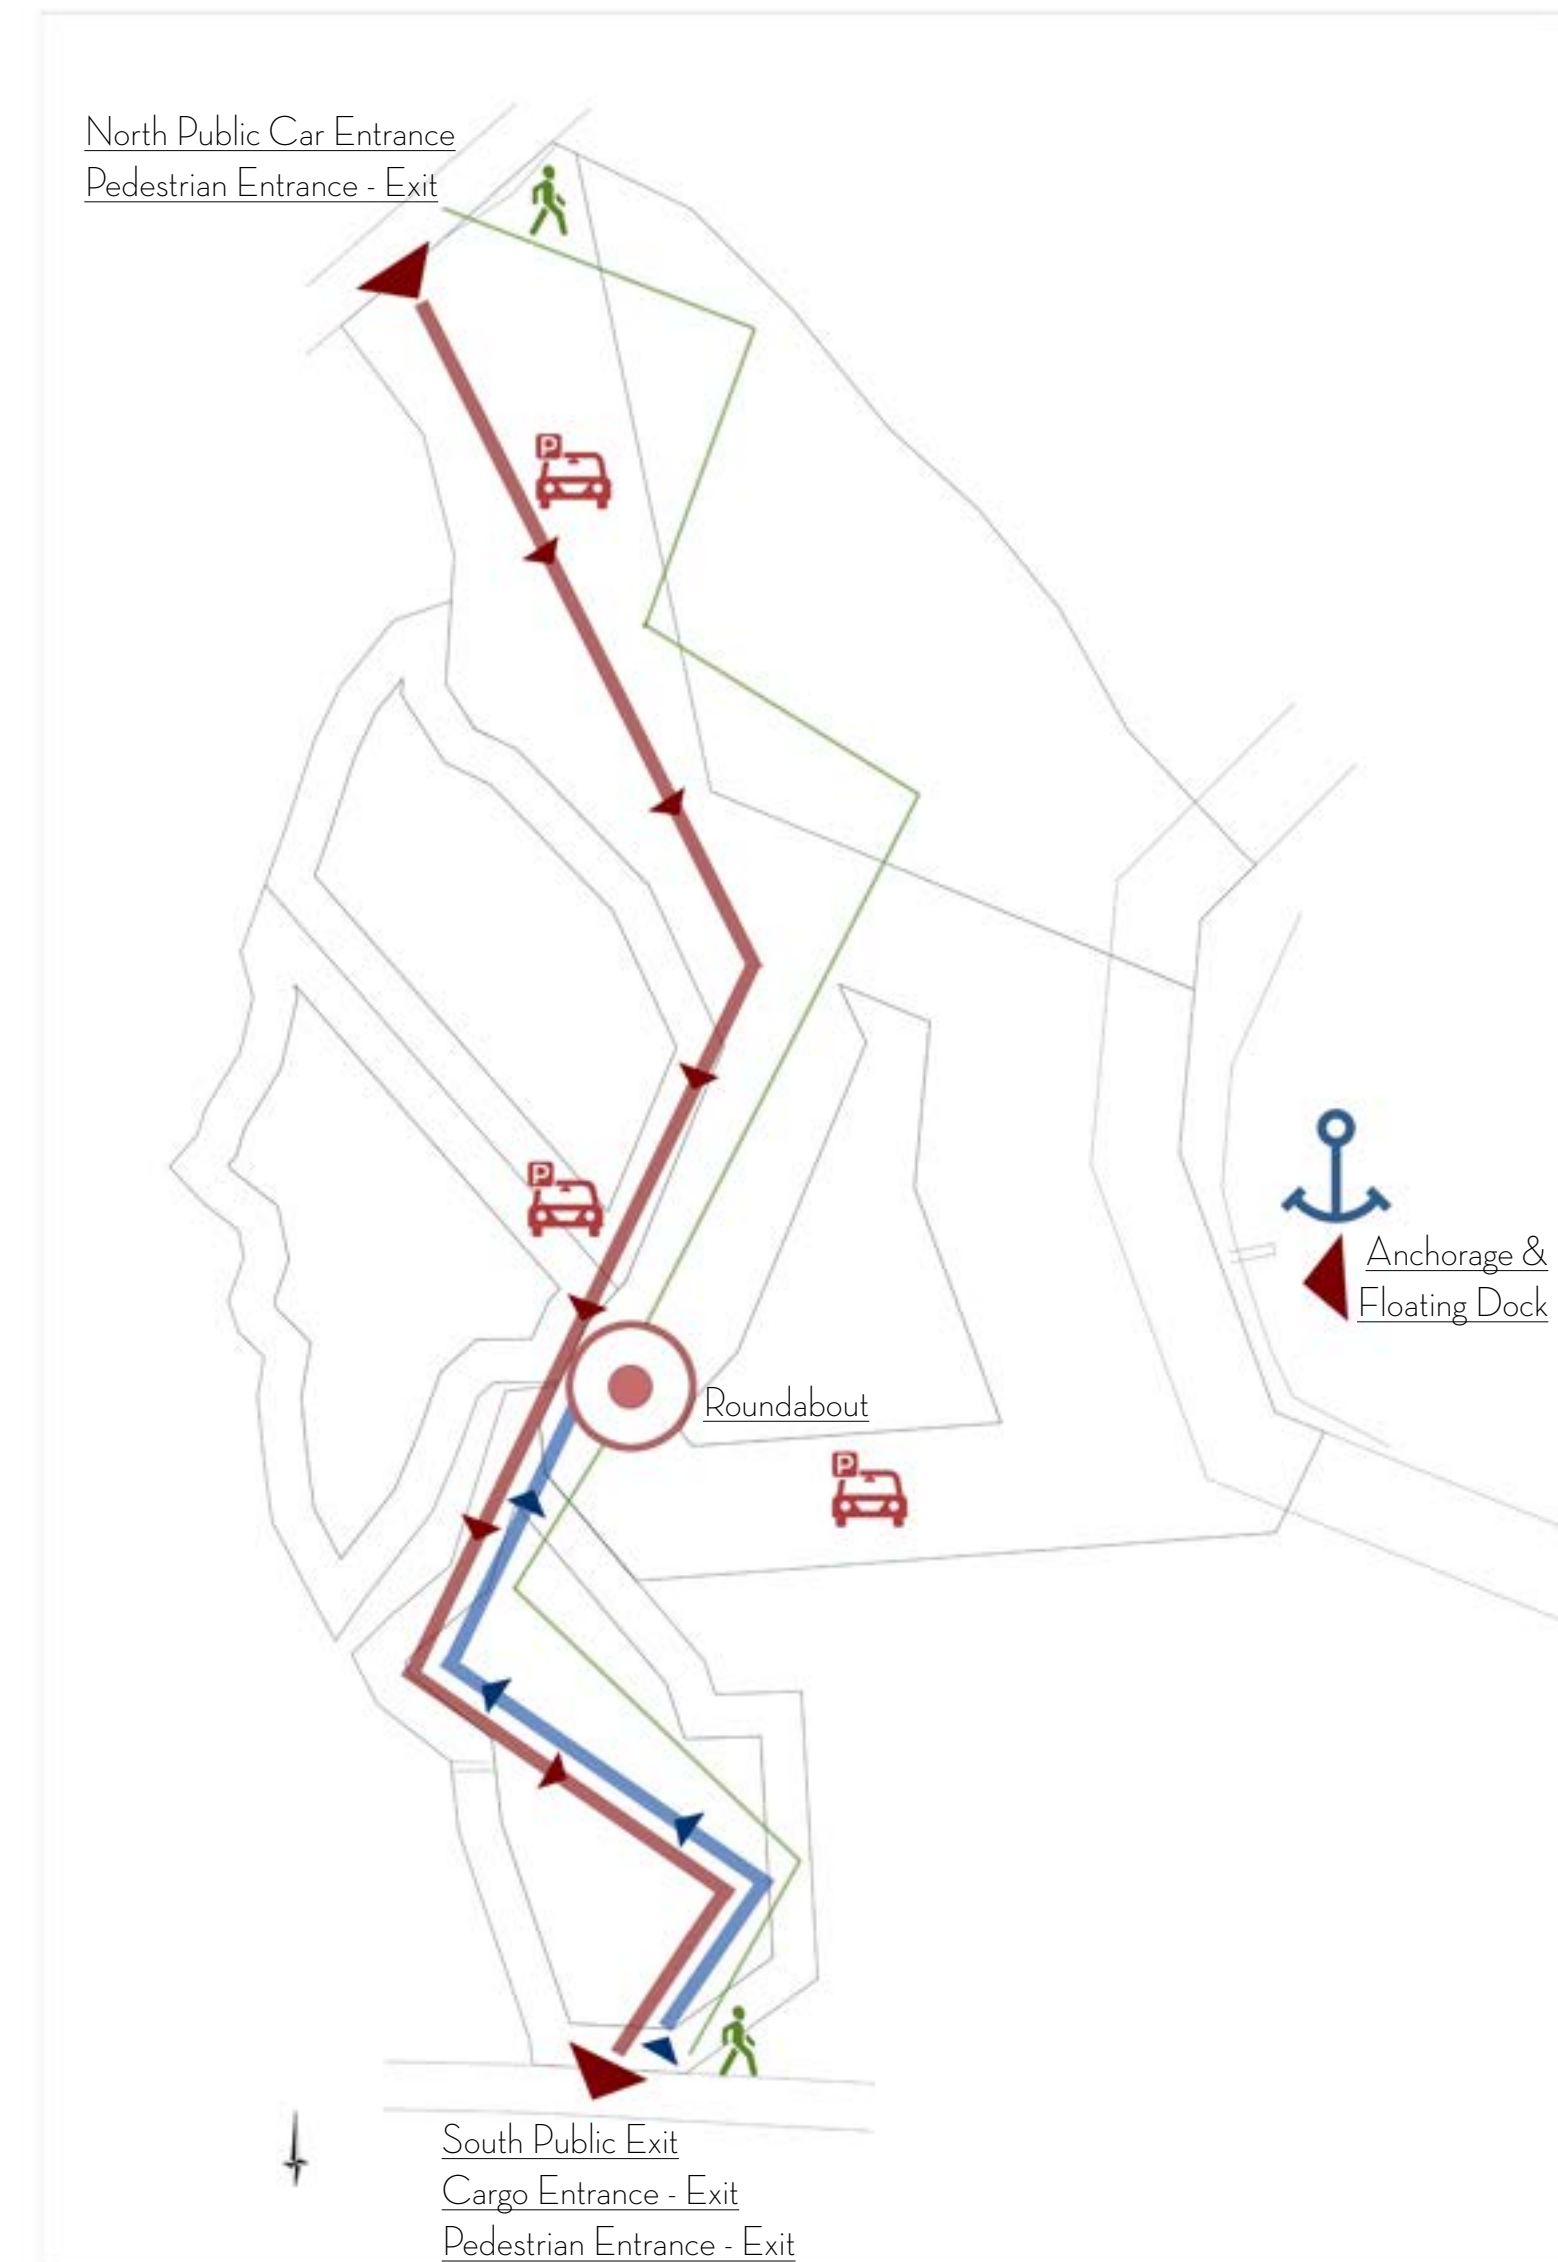 North Public Car Entrance
Pedestrian Entrance - Exit
P
P
Anchorage &
Floating Dock
Roundabout
P
South Public Exit
Cargo Entrance - Exit
Pedestrian Entrance - Exit